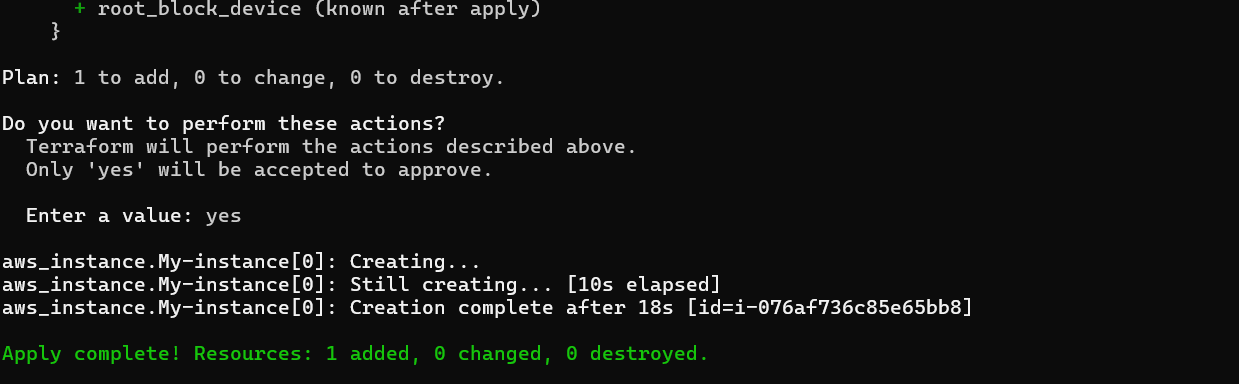 + root_block_device (known after apply)
}
Plan: 1 to add, 0 to change, 0 to destroy.
Do you want to perform these actions?
Terraform will perform the actions described above.
Only 'yes' will be accepted to approve.
Enter a value: yes
aws_instance.My-instance[0]: Creating...
aws_instance.My-instance[0]: Still creating... [10s elapsed]
aws_instance.My-instance[0]: Creation complete after 18s [id=i-076af736c85e65bb8]
Apply complete! Resources: 1 added, 0 changed, 0 destroyed.